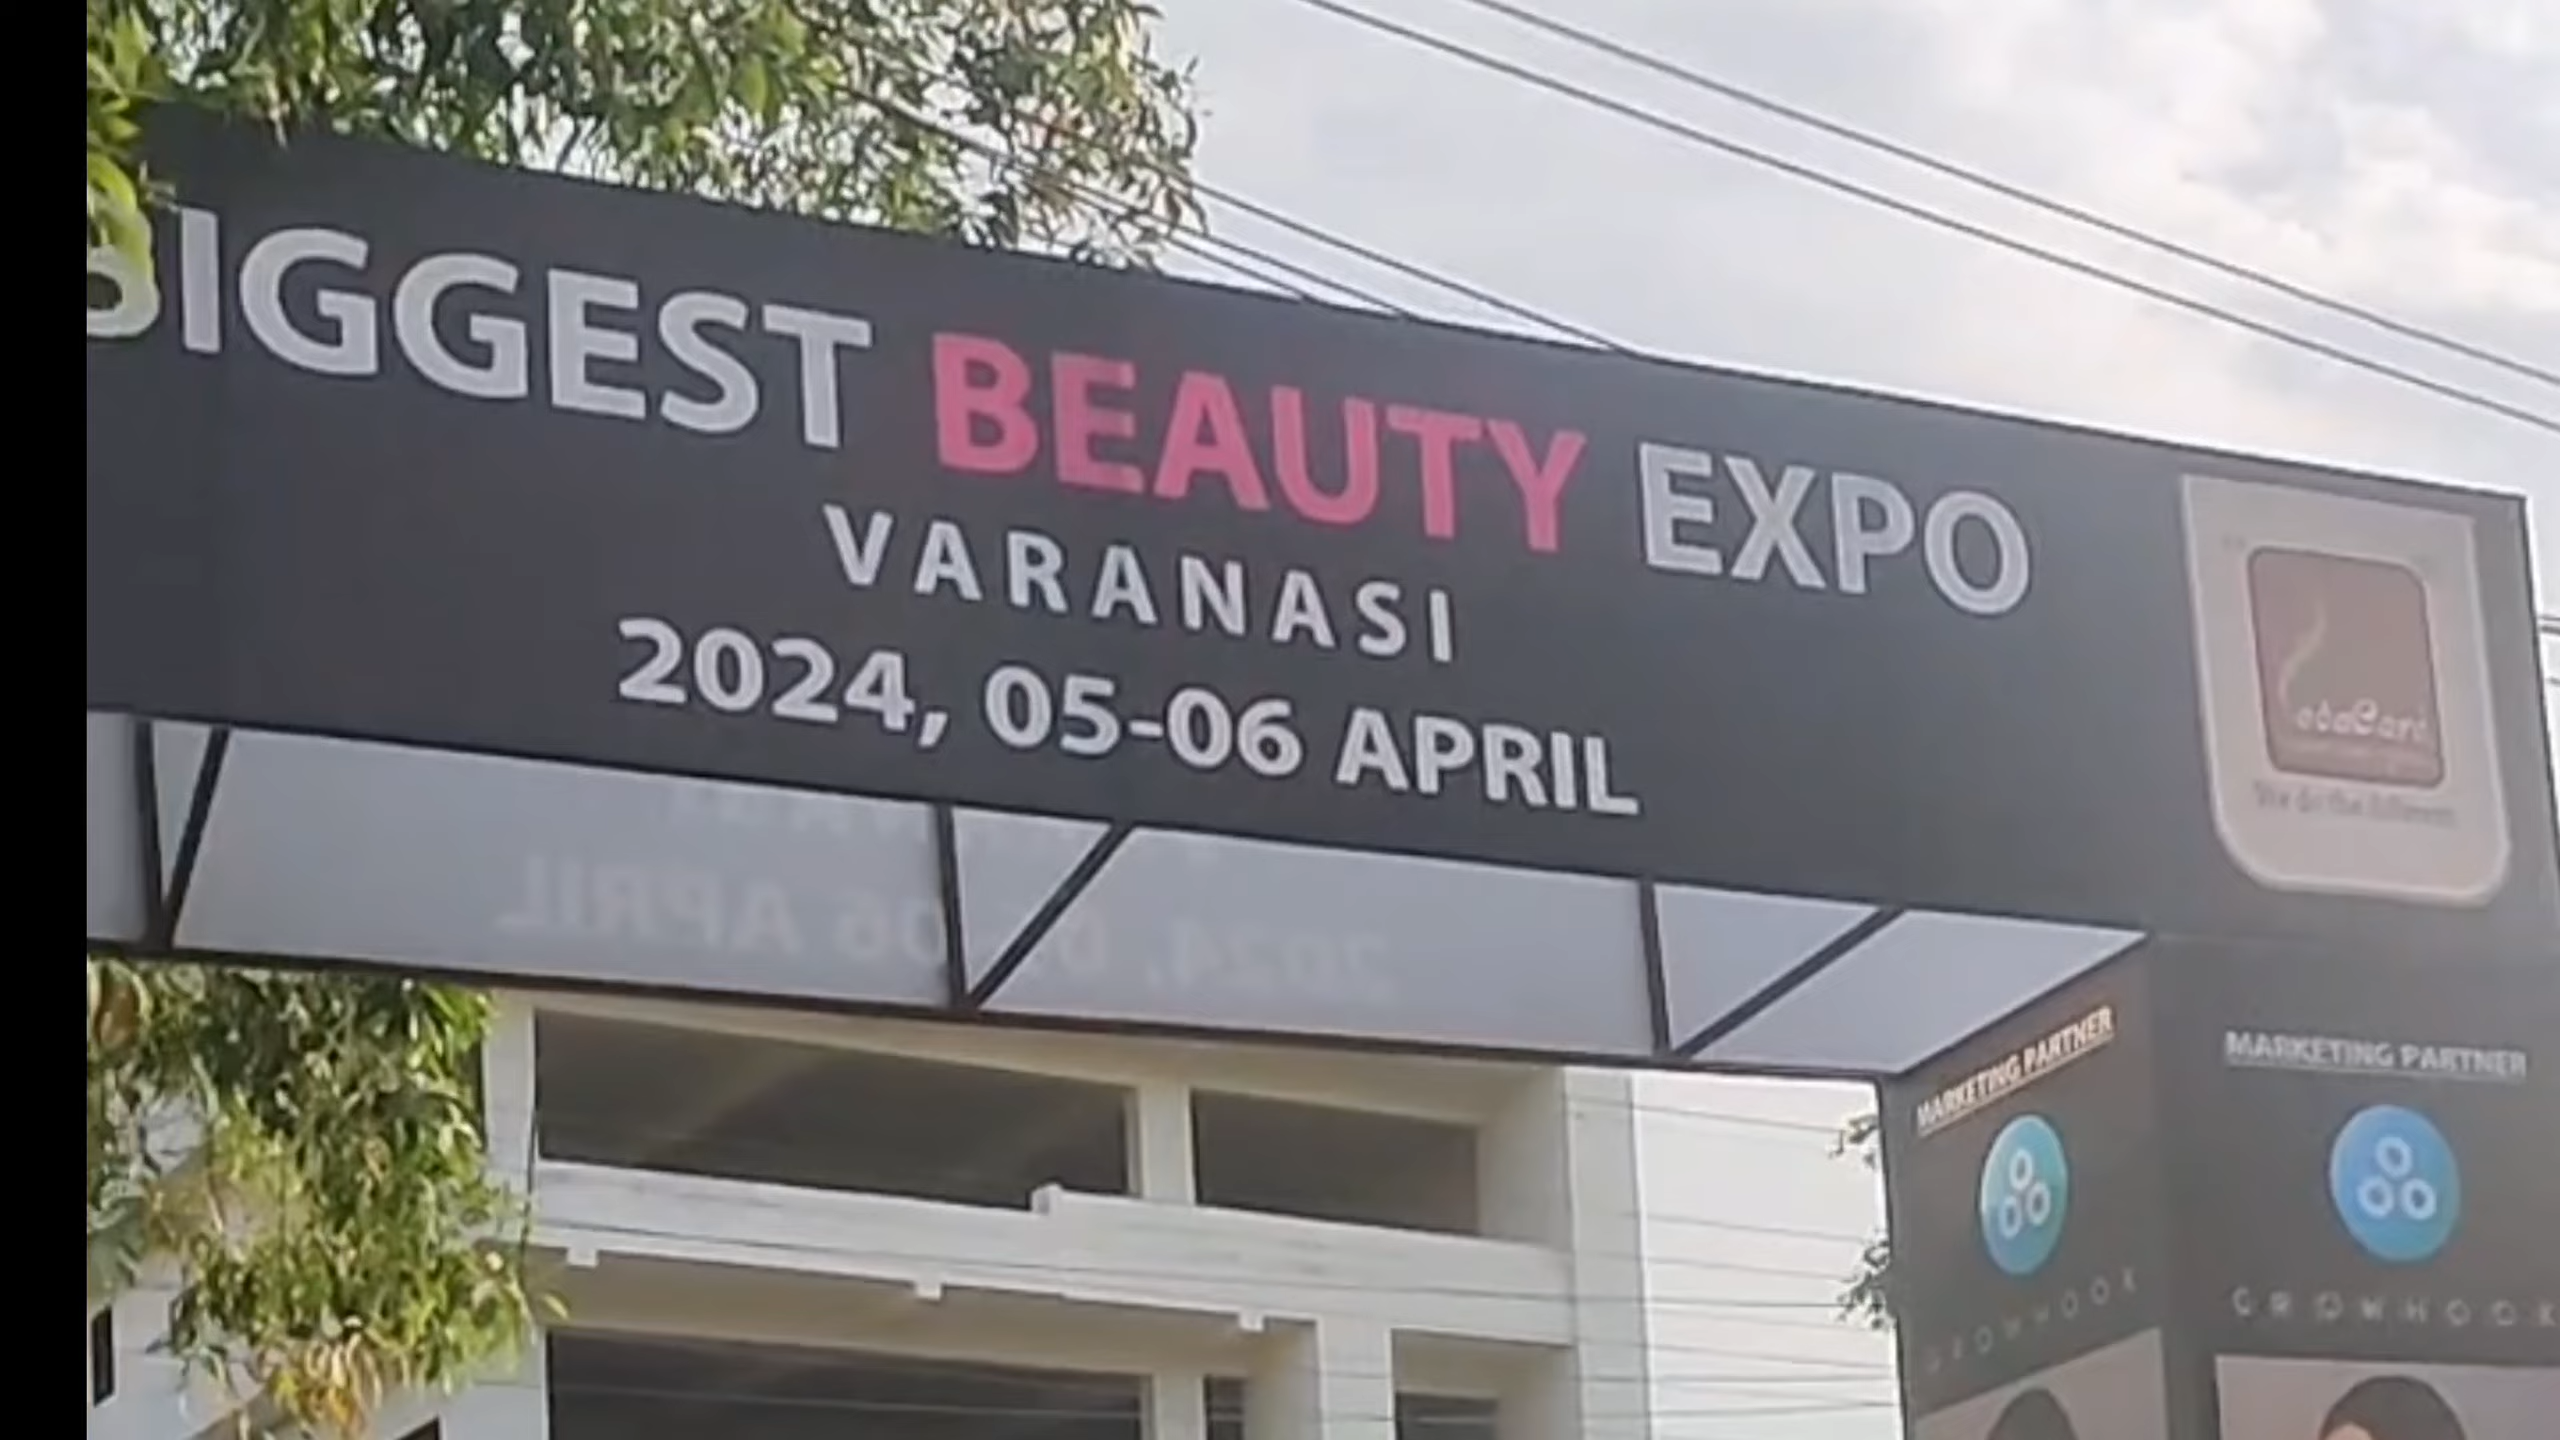 BIGGEST BEAUTY EXPO
VARANASI
2024, 05-06 APRIL
MARKETING PARTNER
GROWHOOK
MARKETING PARTNER
GROWHOOK